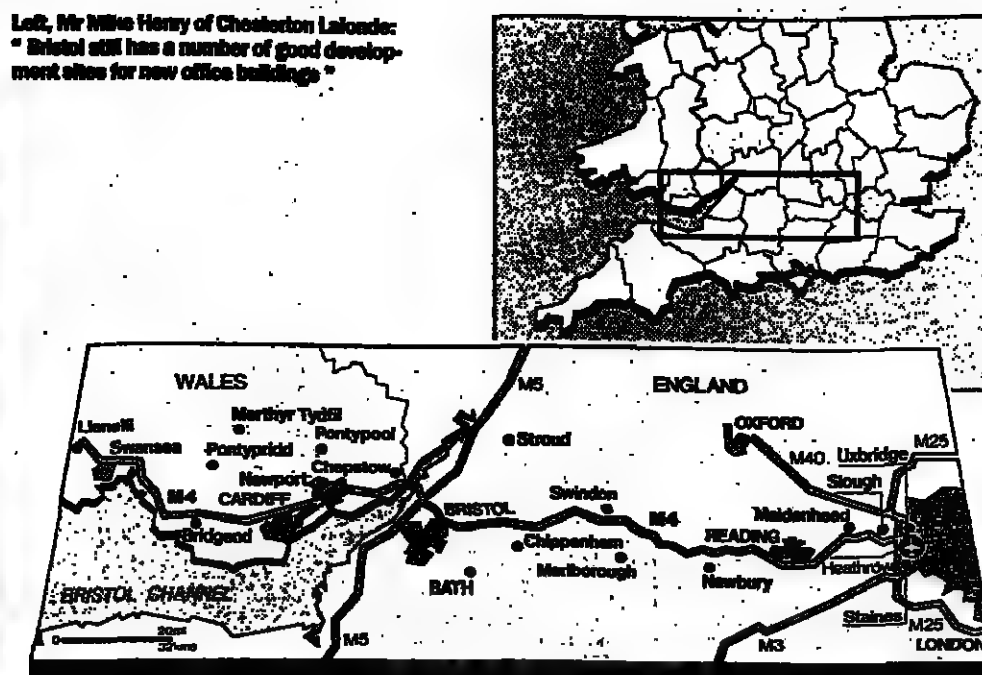 Left, Mr Mike Henry of Chesterton Lalonde:
" Bristol still has a number of good develop-
ment sites for new office buildings "
WALES
M5
ENGLAND
Llanelli
Merthyr Tydfil
OXFORD
Swansea
Pontypridd
Pontypool
Stroud
M25
Chepstow
M40
Uxbridge
Newport
Slough
M4
CARDIFF
Swindon
BRISTOL
M4
Maidenhead
Bridgend
READING
Chippenham
Heathrow
Marlborough
BATH
Newbury
BRISTOL CHANNEL
Staines
M25
0 20mi
32kms
M5
M3
LONDON